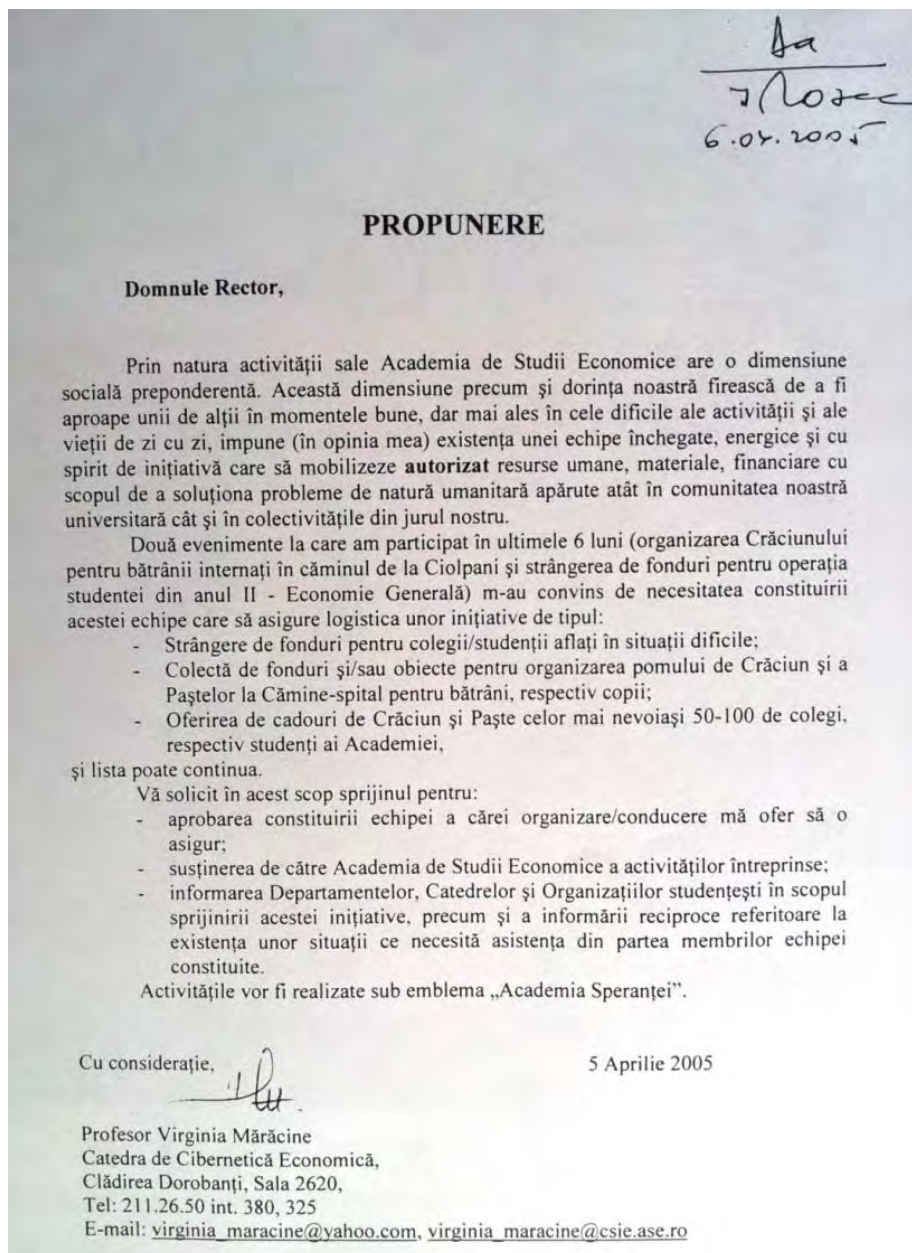 Da
6.04.2005
PROPUNERE
Domnule Rector,
Prin natura activității sale Academia de Studii Economice are o dimensiune
socială preponderentă. Această dimensiune precum și dorința noastră firească de a fi
aproape unii de alții în momentele bune, dar mai ales în cele dificile ale activității și ale
vieții de zi cu zi, impune (în opinia mea) existența unei echipe închegate, energice și cu
spirit de inițiativă care să mobilizeze autorizat resurse umane, materiale, financiare cu
scopul de a soluționa probleme de natură umanitară apărute atât în comunitatea noastră
universitară cât și în colectivitățile din jurul nostru.
Două evenimente la care am participat în ultimele 6 luni (organizarea Crăciunului
pentru bătrânii internați în căminul de la Ciolpani și strângerea de fonduri pentru operația
studentei din anul II - Economie Generală) m-au convins de necesitatea constituirii
acestei echipe care să asigure logistica unor inițiative de tipul:
- Strângere de fonduri pentru colegii/studenții aflați în situații dificile;
- Colectă de fonduri și/sau obiecte pentru organizarea pomului de Crăciun și a
Paștelor la Cămine-spital pentru bătrâni, respectiv copii;
- Oferirea de cadouri de Crăciun și Paște celor mai nevoiași 50-100 de colegi,
respectiv studenți ai Academiei,
și lista poate continua.
Vă solicit în acest scop sprijinul pentru:
- aprobarea constituirii echipei a cărei organizare/conducere mă ofer să o
asigur;
- susținerea de către Academia de Studii Economice a activităților întreprinse;
- informarea Departamentelor, Catedrelor și Organizațiilor studențești în scopul
sprijinirii acestei inițiative, precum și a informării reciproce referitoare la
existența unor situații ce necesită asistența din partea membrilor echipei
constituite.
Activitățile vor fi realizate sub emblema „Academia Speranței”.
Cu considerație,
5 Aprilie 2005
Profesor Virginia Mărăcine
Catedra de Cibernetică Economică,
Clădirea Dorobanți, Sala 2620,
Tel: 211.26.50 int. 380, 325
E-mail: virginia_maracine@yahoo.com, virginia_maracine@csie.ase.ro